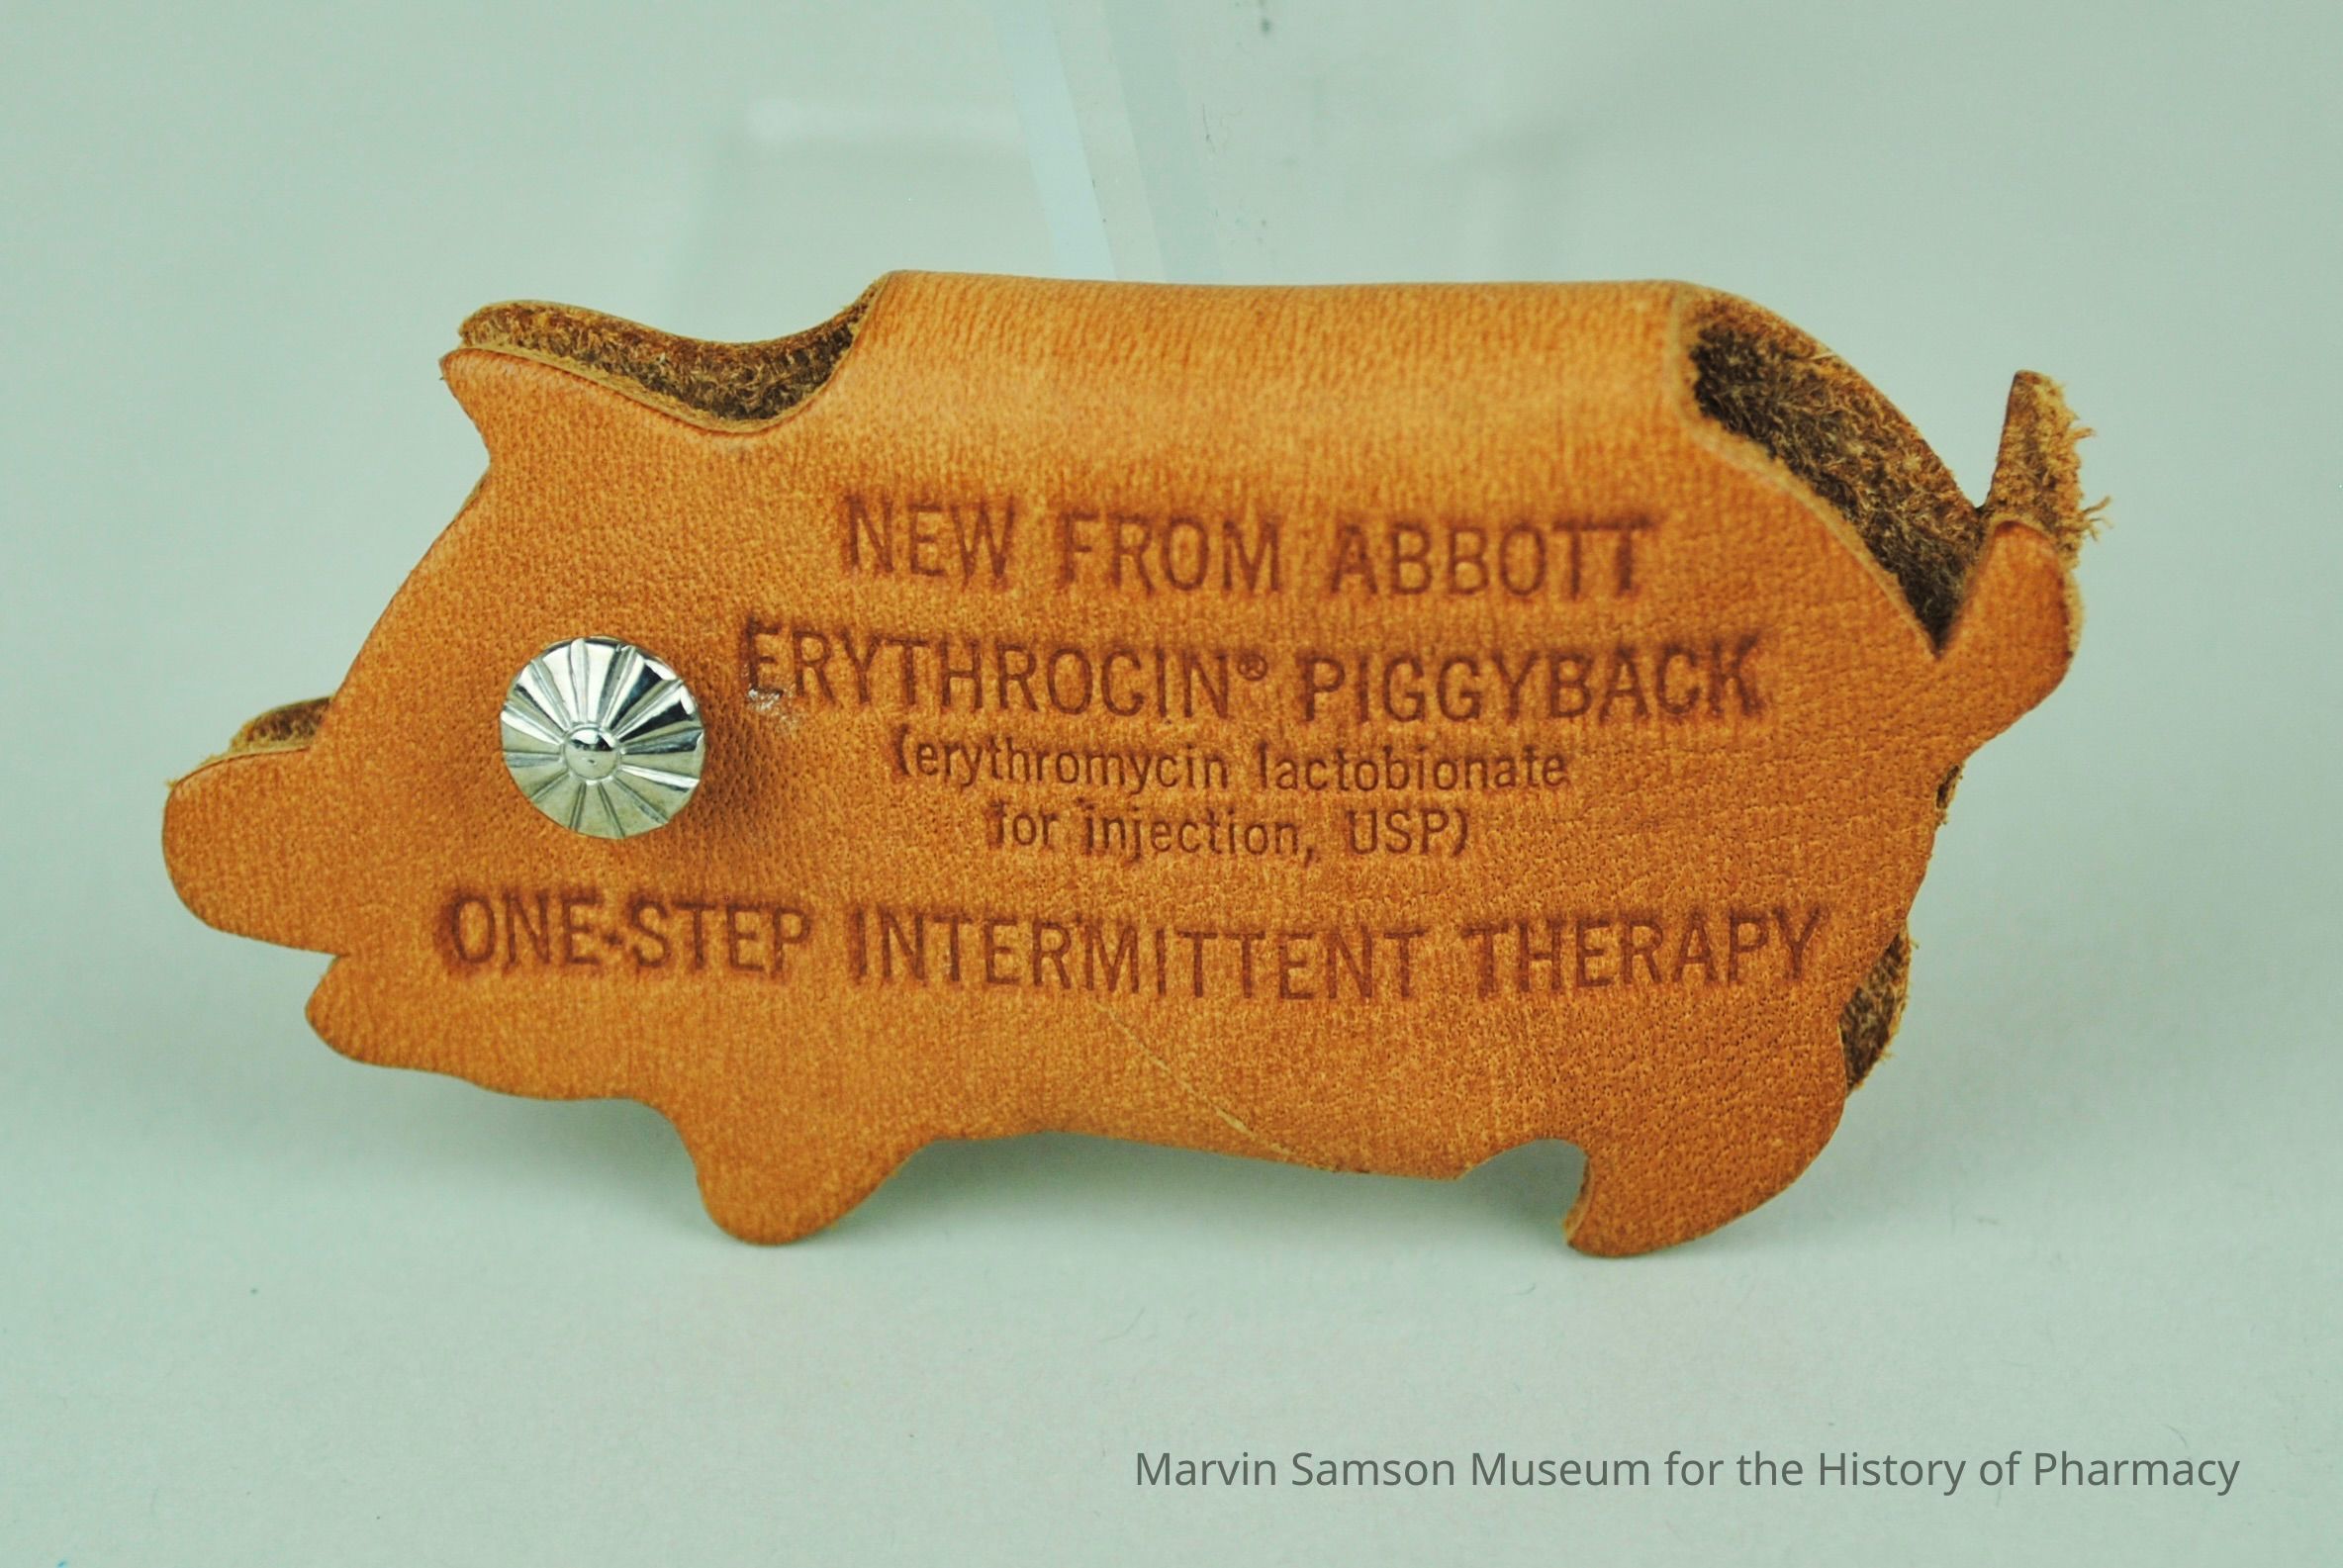 NEW FROM ABBOTT
ERYTHROCIN® PIGGYBACK
(erythromycin lactobionate
for injection, USP)
ONE-STEP INTERMITTENT THERAPY
Marvin Samson Museum for the History of Pharmacy